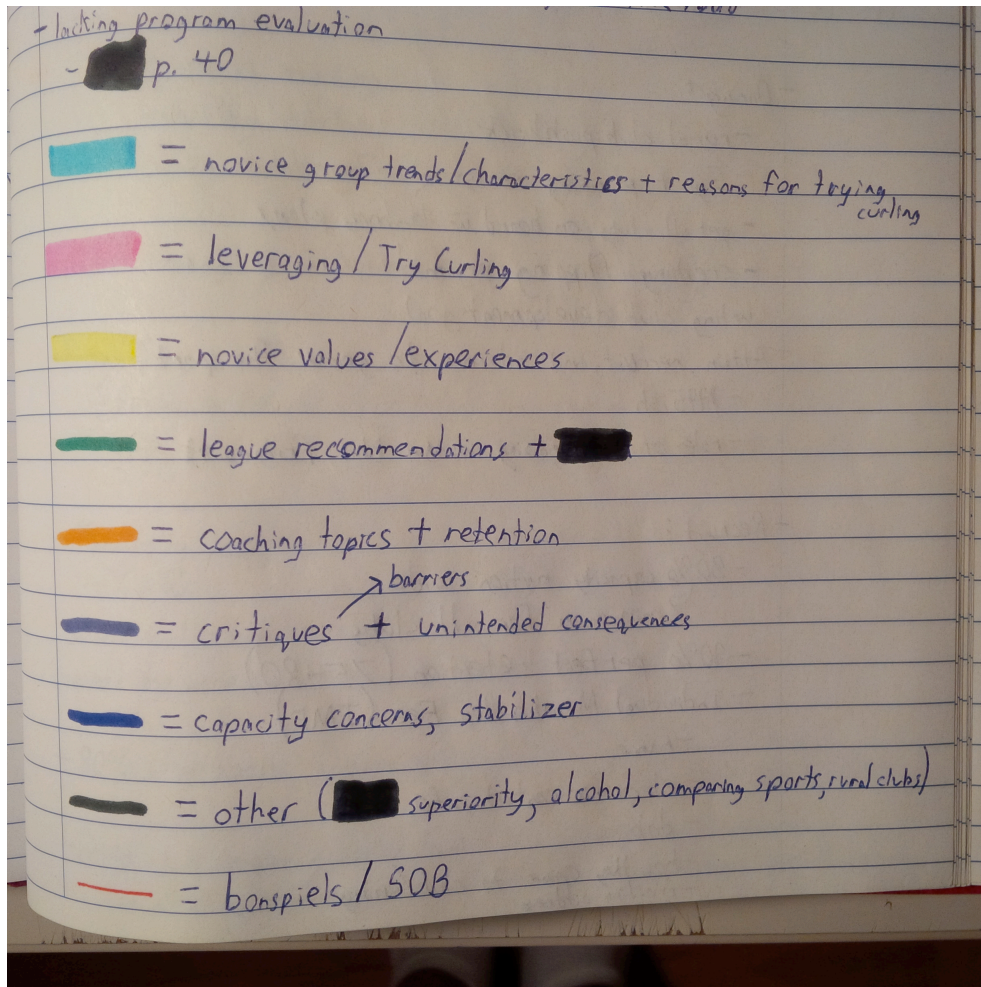 - lacking program evaluation
- p. 40
= novice group trends/characteristics + reasons for trying
curling
= leveraging / Try Curling
= novice values /experiences
= league recommendations +
= coaching topics + retention
barriers
= critiques + unintended consequences
= capacity concerns, stabilizer
= other ( superiority, alcohol, comparing sports, rural clubs)
= bonspiels / SOB